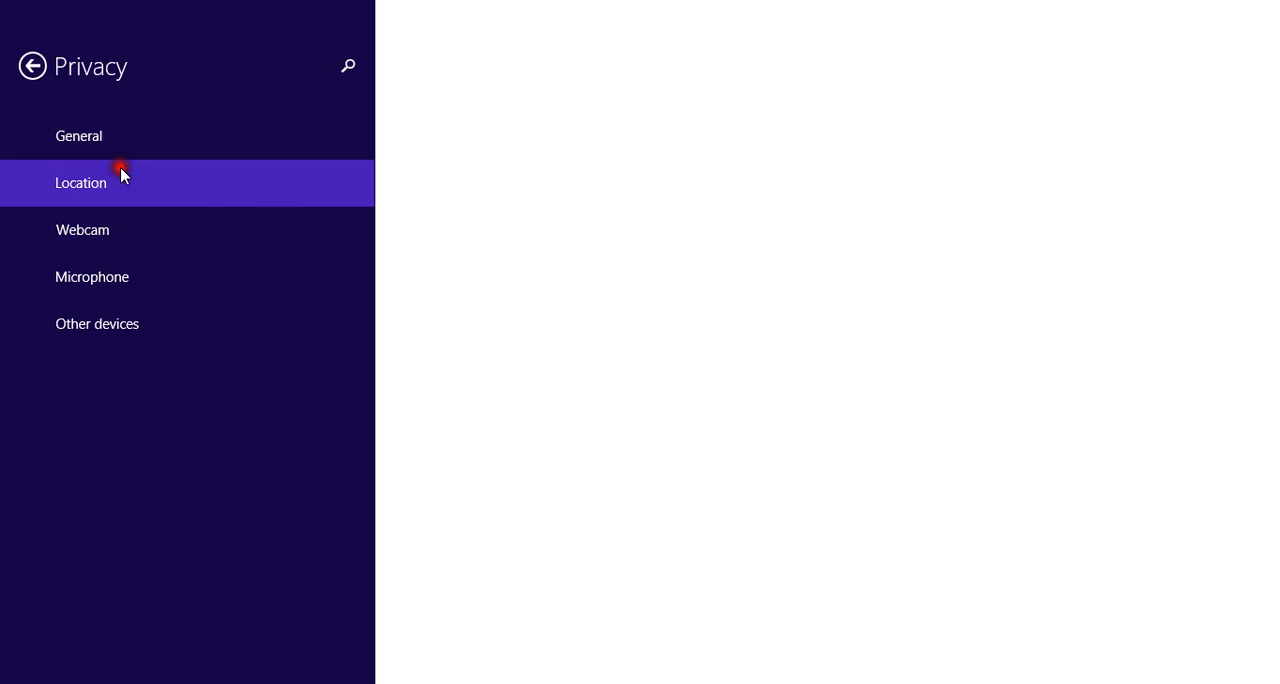 Privacy
General
Location
Webcam
Microphone
Other devices